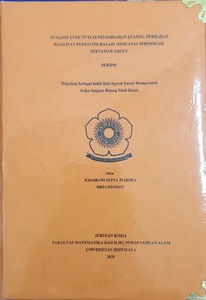 ANALISIS EFEKTIVITAS PENAMBAHAN ETANOL TERHADAP
KUALITAS PERTALITE DALAM MENCAPAI SPESIFIKASI
PERTAMAX GREEN
SKRIPSI
Diajukan Sebagai Salah Satu Syarat Untuk Memperoleh
Gelar Sarjana Bidang Studi Kimia
Oleh:
KHAIRANI SEPTA MAHIRA
JURUSAN KIMIA
FAKULTAS MATEMATIKA DAN ILMU PENGETAHUAN ALAM
UNIVERSITAS SRIWIJAYA
2025